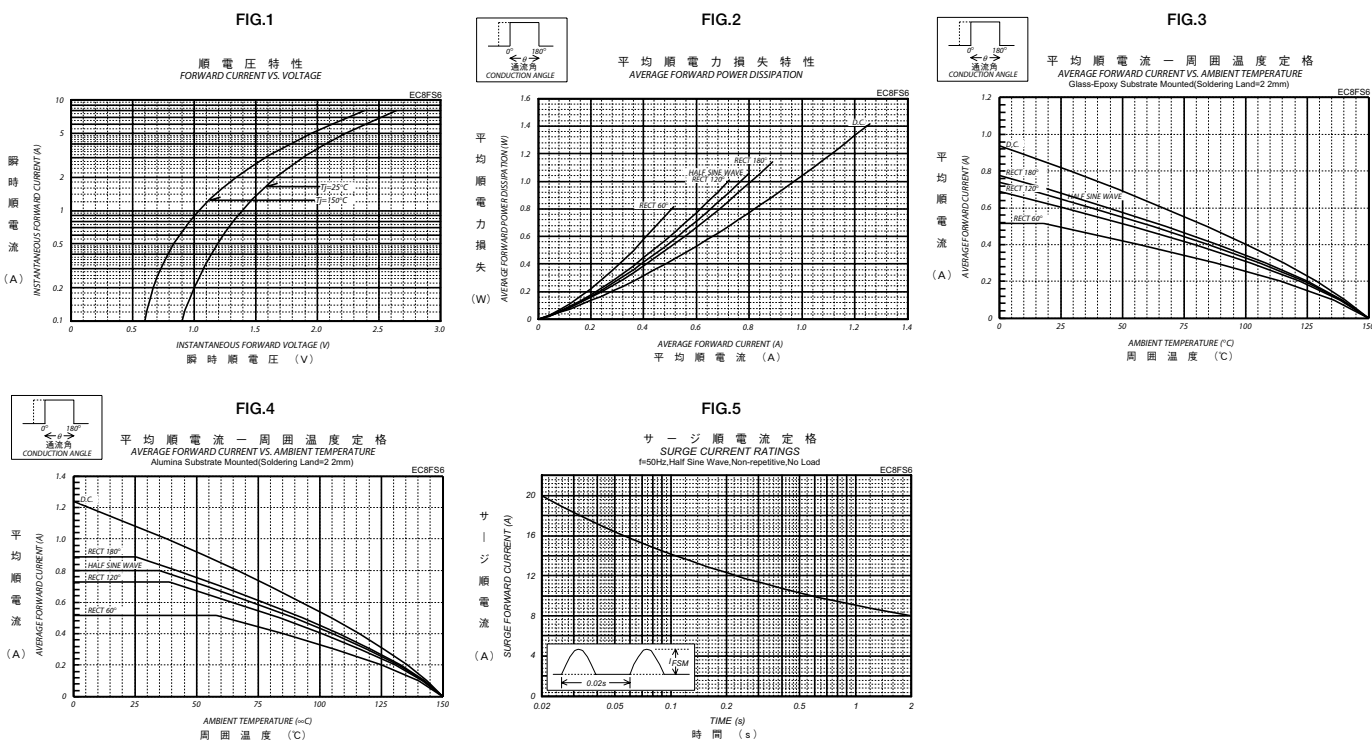 FIG.1
順電圧特性
FORWARD CURRENT VS. VOLTAGE
EC8FS6
瞬時順電流
(A)
INSTANTANEOUS FORWARD CURRENT (A)
10
5
2
1
0.5
0.2
0.1
Tj=25°C
Tj=150°C
0
0.5
1.0
1.5
2.0
2.5
3.0
INSTANTANEOUS FORWARD VOLTAGE (V)
瞬時順電圧 (V)
FIG.2
0°
180°
θ
通流角
CONDUCTION ANGLE
平均順電力損失特性
AVERAGE FORWARD POWER DISSIPATION
EC8FS6
平均順電力損失
(W)
AVERAGE FORWARD POWER DISSIPATION (W)
1.6
1.4
1.2
1.0
0.8
0.6
0.4
0.2
0
D.C.
RECT 180°
HALF SINE WAVE
RECT 120°
RECT 60°
0
0.2
0.4
0.6
0.8
1.0
1.2
1.4
AVERAGE FORWARD CURRENT (A)
平均順電流 (A)
FIG.3
0°
180°
θ
通流角
CONDUCTION ANGLE
平均順電流ー周囲温度定格
AVERAGE FORWARD CURRENT VS. AMBIENT TEMPERATURE
Glass-Epoxy Substrate Mounted(Soldering Land=2 2mm)
EC8FS6
平均順電流
(A)
AVERAGE FORWARD CURRENT (A)
1.2
1.0
0.8
0.6
0.4
0.2
0
D.C.
RECT 180°
RECT 120°
HALF SINE WAVE
RECT 60°
0
25
50
75
100
125
150
AMBIENT TEMPERATURE (°C)
周囲温度 (℃)
FIG.4
0°
180°
θ
通流角
CONDUCTION ANGLE
平均順電流ー周囲温度定格
AVERAGE FORWARD CURRENT VS. AMBIENT TEMPERATURE
Alumina Substrate Mounted(Soldering Land=2 2mm)
EC8FS6
平均順電流
(A)
AVERAGE FORWARD CURRENT (A)
1.4
1.2
1.0
0.8
0.6
0.4
0.2
0
D.C.
RECT 180°
HALF SINE WAVE
RECT 120°
RECT 60°
0
25
50
75
100
125
150
AMBIENT TEMPERATURE (∞C)
周囲温度 (℃)
FIG.5
サージ順電流定格
SURGE CURRENT RATINGS
f=50Hz,Half Sine Wave,Non-repetitive,No Load
EC8FS6
サージ順電流
(A)
SURGE FORWARD CURRENT (A)
20
16
12
8
4
0
IFSM
0.02s
0.02
0.05
0.1
0.2
0.5
1
2
TIME (s)
時間 (s)